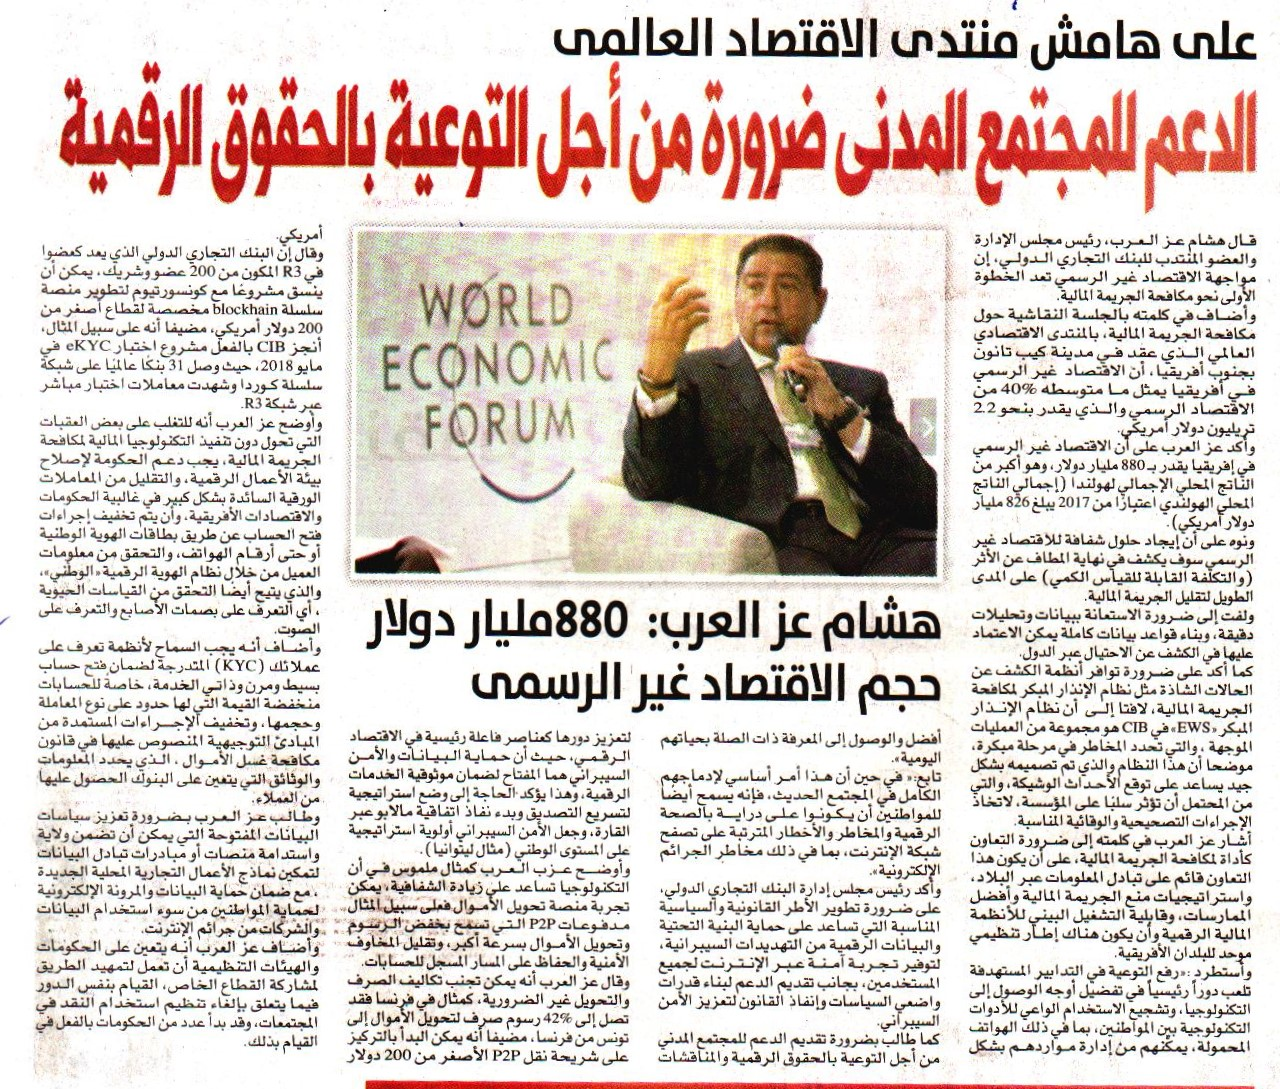 على هامش منتدى الاقتصاد العالمى
الدعم للمجتمع المدنى ضرورة من أجل التوعية بالحقوق الرقمية
قال هشام عز العرب، رئيس مجلس الإدارة
والعضو المنتدب للبنك التجاري الدولي، إن
مواجهة الاقتصاد غير الرسمي تعد الخطوة
الأولى نحو مكافحة الجريمة المالية.
وأضاف في كلمته بالجلسة النقاشية حول
مكافحة الجريمة المالية، بالمنتدى الاقتصادي
العالمي الذي عقد في مدينة كيب تاون
بجنوب أفريقيا، أن الاقتصاد غير الرسمي
في أفريقيا يمثل ما متوسطه 40% من
الاقتصاد الرسمي والذي يقدر بنحو 2.2
تريليون دولار أمريكي.
وأكد عز العرب على أن الاقتصاد غير الرسمي
في إفريقيا يقدر بـ 880 مليار دولار، وهو أكبر من
الناتج المحلي الإجمالي لهولندا (إجمالي الناتج
المحلي الهولندي اعتبارًا من 2017 يبلغ 826 مليار
دولار أمريكي).
ونوه على أن إيجاد حلول شفافة للاقتصاد غير
الرسمي سوف يكشف في نهاية المطاف عن الأثر
(والتكلفة القابلة للقياس الكمي) على المدى
الطويل لتقليل الجريمة المالية.
ولفت إلى ضرورة الاستعانة ببيانات وتحليلات
دقيقة، وبناء قواعد بيانات كاملة يمكن الاعتماد
عليها في الكشف عن الاحتيال عبر الدول.
كما أكد على ضرورة توافر أنظمة الكشف عن
الحالات الشاذة مثل نظام الإنذار المبكر لمكافحة
الجريمة المالية، لافتا إلى أن نظام الإنذار
المبكر «EWS» في CIB هو مجموعة من العمليات
الموجهة ، والتي تحدد المخاطر في مرحلة مبكرة،
موضحا أن هذا النظام والذي تم تصميمه بشكل
جيد يساعد على توقع الأحداث الوشيكة، والتي
من المحتمل أن تؤثر سلبًا على المؤسسة، لاتخاذ
الإجراءات التصحيحية والوقائية المناسبة.
أشار عز العرب في كلمته إلى ضرورة التعاون
كأداة لمكافحة الجريمة المالية، على أن يكون هذا
التعاون قائم على تبادل المعلومات عبر البلاد،
واستراتيجيات منع الجريمة المالية وأفضل
الممارسات، وقابلية التشغيل البيني للأنظمة
المالية الرقمية وأن يكون هناك إطار تنظيمي
موحد للبلدان الأفريقية.
وأستطرد :«رفع التوعية في التدابير المستهدفة
تلعب دوراً رئيسياً في تفضيل أوجه الوصول إلى
التكنولوجيا، وتشجيع الاستخدام الواعي للأدوات
التكنولوجية بين المواطنين، بما في ذلك الهواتف
المحمولة، يمكنهم من إدارة مواردهم بشكل
WORLD
ECONOMIC
FORUM
هشام عز العرب: 880مليار دولار
حجم الاقتصاد غير الرسمى
أفضل والوصول إلى المعرفة ذات الصلة بحياتهم
اليومية».
تابع:« في حين أن هذا أمر أساسي لإدماجهم
الكامل في المجتمع الحديث، فإنه يسمح أيضاً
للمواطنين أن يكونوا على دراية بالصحة
الرقمية والمخاطر والأخطار المترتبة على تصفح
شبكة الإنترنت، بما في ذلك مخاطر الجرائم
الإلكترونية».
وأكد رئيس مجلس إدارة البنك التجاري الدولي،
على ضرورة تطوير الأطر القانونية والسياسية
المناسبة التي تساعد على حماية البنية التحتية
والبيانات الرقمية من التهديدات السيبرانية،
لتوفير تجربة آمنة عبر الإنترنت لجميع
المستخدمين، بجانب تقديم الدعم لبناء قدرات
واضعي السياسات وإنفاذ القانون لتعزيز الأمن
السيبراني.
كما طالب بضرورة تقديم الدعم للمجتمع المدني
من أجل التوعية بالحقوق الرقمية والمناقشات
لتعزيز دورها كعناصر فاعلة رئيسية في الاقتصاد
الرقمي، حيث أن حماية البيانات والأمن
السيبراني هما المفتاح لضمان موثوقية الخدمات
الرقمية، وهذا يؤكد الحاجة إلى وضع استراتيجية
لتسريع التصديق وبدء نفاذ اتفاقية مالابو عبر
القارة، وجعل الأمن السيبراني أولوية استراتيجية
على المستوى الوطني (مثال ليتوانيا).
وأوضح عزب العرب كمثال ملموس في أن
التكنولوجيا تساعد على زيادة الشفافية، يمكن
تجربة منصة تحويل الأموال فعلى سبيل المثال
مدفوعات P2P التي تسمح بخفض الرسوم
وتحويل الأموال بسرعة أكبر، وتقليل المخاوف
الأمنية والحفاظ على المسار المسجل للحسابات.
وقال عز العرب أنه يمكن تجنب تكاليف الصرف
والتحويل غير الضرورية، كمثال في فرنسا فقد
تصل إلى 42% رسوم صرف لتحويل الأموال إلى
تونس من فرنسا، مضيفا أنه يمكن البدأ بالتركيز
على شريحة نقل P2P الأصغر من 200 دولار
أمريكي.
وقال إن البنك التجاري الدولي الذي يعد كعضوا
في R3 المكون من 200 عضو وشريك، يمكن أن
ينسق مشروعًا مع كونسورتيوم لتطوير منصة
سلسلة blockhain مخصصة لقطاع أصغر من
200 دولار أمريكي، مضيفا أنه على سبيل المثال،
أنجز CIB بالفعل مشروع اختبار eKYC في
مايو 2018، حيث وصل 31 بنكًا عالميًا على شبكة
سلسلة كوردا وشهدت معاملات اختبار مباشر
عبر شبكة R3.
وأوضح عز العرب أنه للتغلب على بعض العقبات
التي تحول دون تنفيذ التكنولوجيا المالية لمكافحة
الجريمة المالية، يجب دعم الحكومة لإصلاح
بيئة الأعمال الرقمية، والتقليل من المعاملات
الورقية السائدة بشكل كبير في غالبية الحكومات
والاقتصادات الأفريقية، وأن يتم تخفيف إجراءات
فتح الحساب عن طريق بطاقات الهوية الوطنية
أو حتى أرقام الهواتف، والتحقق من معلومات
العميل من خلال نظام الهوية الرقمية «الوطني»،
والذي يتيح أيضا التحقق من القياسات الحيوية
، أي التعرف على بصمات الأصابع والتعرف على
الصوت.
وأضاف أنه يجب السماح لأنظمة تعرف على
عملائك (KYC) المتدرجة لضمان فتح حساب
بسيط ومرن وذاتي الخدمة، خاصة للحسابات
منخفضة القيمة التي لها حدود على نوع المعاملة
وحجمها، وتخفيف الإجراءات المستمدة من
المبادئ التوجيهية المنصوص عليها في قانون
مكافحة غسل الأموال ، الذي يحدد المعلومات
والوثائق التي يتعين على البنوك الحصول عليها
من العملاء.
وطالب عز العرب بضرورة تعزيز سياسات
البيانات المفتوحة التي يمكن أن تضمن ولاية
واستدامة منصات أو مبادرات تبادل البيانات
لتمكين نماذج الأعمال التجارية المحلية الجديدة
، مع ضمان حماية البيانات والمرونة الإلكترونية
لحماية المواطنين من سوء استخدام البيانات
والشركات من جرائم الإنترنت.
وأضاف عز العرب أنه يتعين على الحكومات
والهيئات التنظيمية أن تعمل لتمهيد الطريق
لمشاركة القطاع الخاص، القيام بنفس الدور
فيما يتعلق بإلغاء تنظيم استخدام النقد في
المجتمعات، وقد بدأ عدد من الحكومات بالفعل في
القيام بذلك.